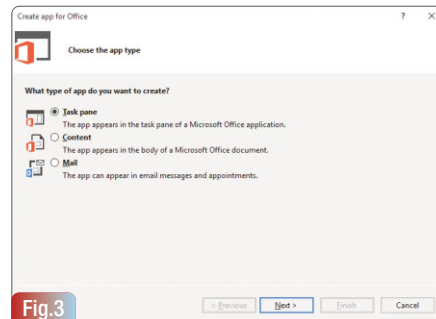 Create app for Office
? ×
Choose the app type
What type of app do you want to create?
Task pane
The app appears in the task pane of a Microsoft Office application.
Content
The app appears in the body of a Microsoft Office document.
Mail
The app can appear in email messages and appointments.
Fig.3
< Previous Next > Finish Cancel